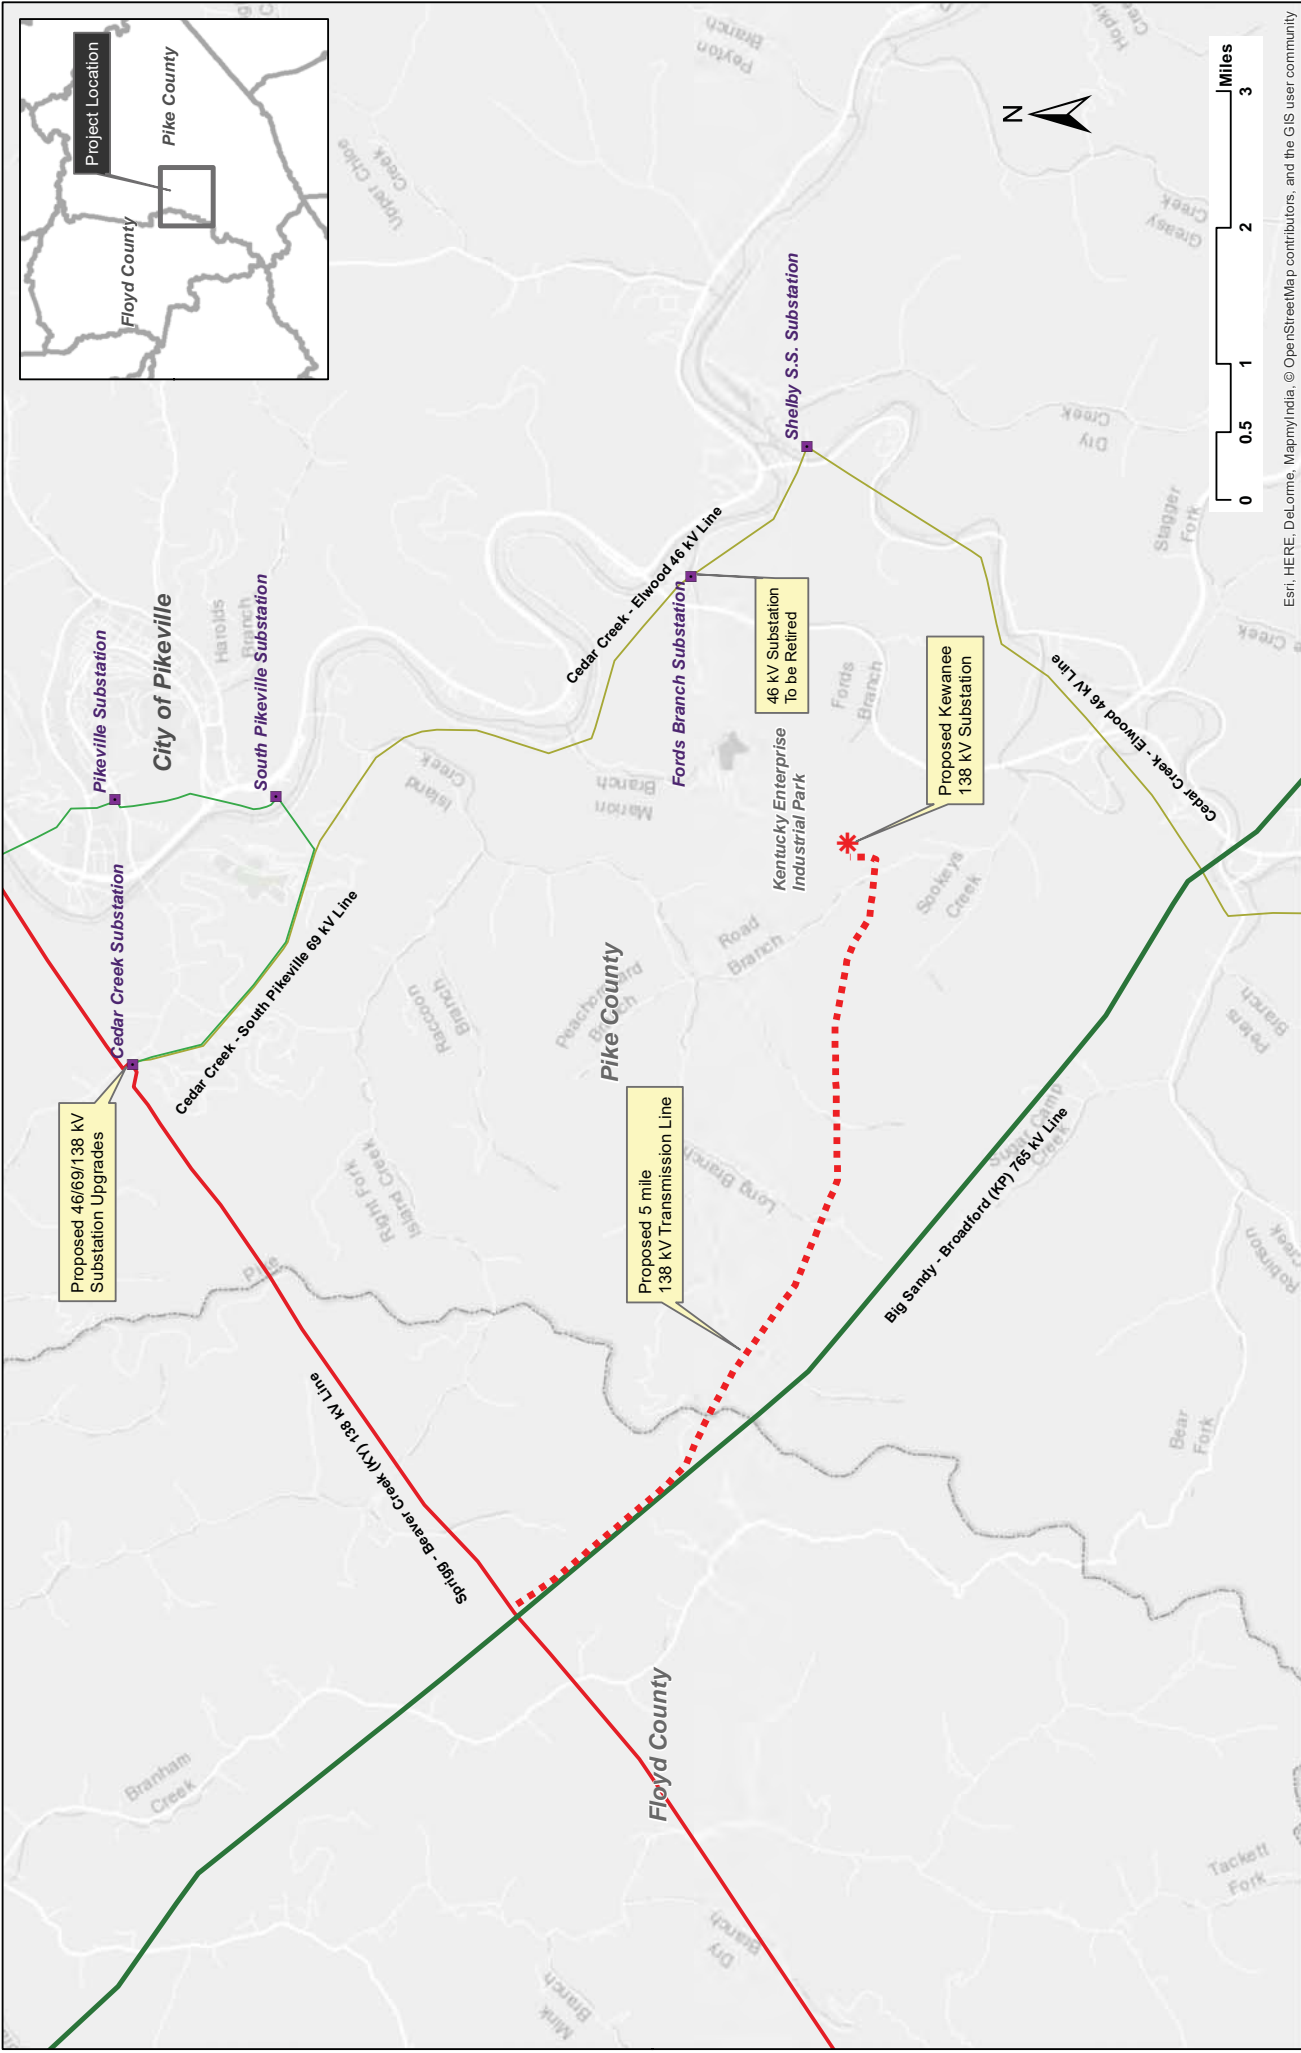 Project Location
Pike County
Floyd County
Pikeville Substation
City of Pikeville
Harolds
Branch
South Pikeville Substation
Cedar Creek Substation
Proposed 46/69/138 kV
Substation Upgrades
Cedar Creek - South Pikeville 69 kV Line
Upper Chloe
Creek
Peyton
Branch
Branham
Creek
Right Fork
Island Creek
Raccoon
Branch
Island
Creek
Sprigg - Beaver Creek (KY) 138 kV Line
Cedar Creek - Elwood 46 kV Line
Marion
Branch
Fords Branch Substation
46 kV Substation
To be Retired
Shelby S.S. Substation
Mink
Branch
Floyd County
Pike County
Proposed 5 mile
138 kV Transmission Line
Long Branch
Road
Branch
Kentucky Enterprise
Industrial Park
Fords
Branch
Dry
Branch
Proposed Kewanee
138 kV Substation
Sookeys
Creek
Big Sandy - Broadford (KP) 765 kV Line
Sugar Camp
Creek
Cedar Creek - Elwood 46 kV Line
Dry
Creek
Greasy
Creek
N
Stagger
Fork
Bear
Fork
Peters
Branch
Tackett
Fork
Robinson
Creek
Creek
0 0.5 1 2 3
Miles
Esri, HERE, DeLorme, MapmyIndia, © OpenStreetMap contributors, and the GIS user community